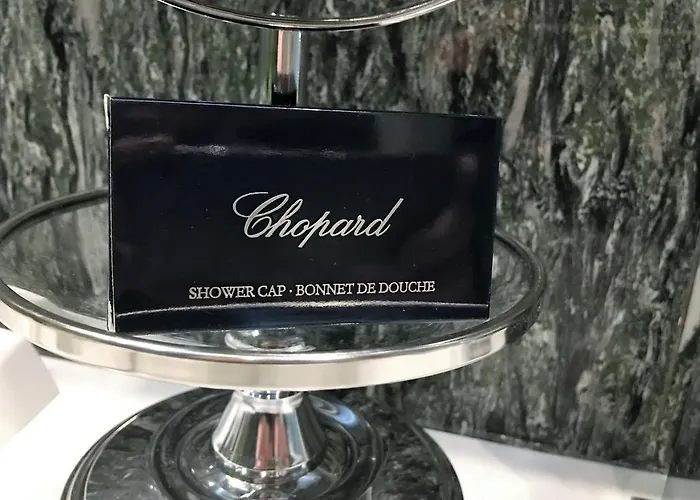 Chopard
SHOWER CAP · BONNET DE DOUCHE